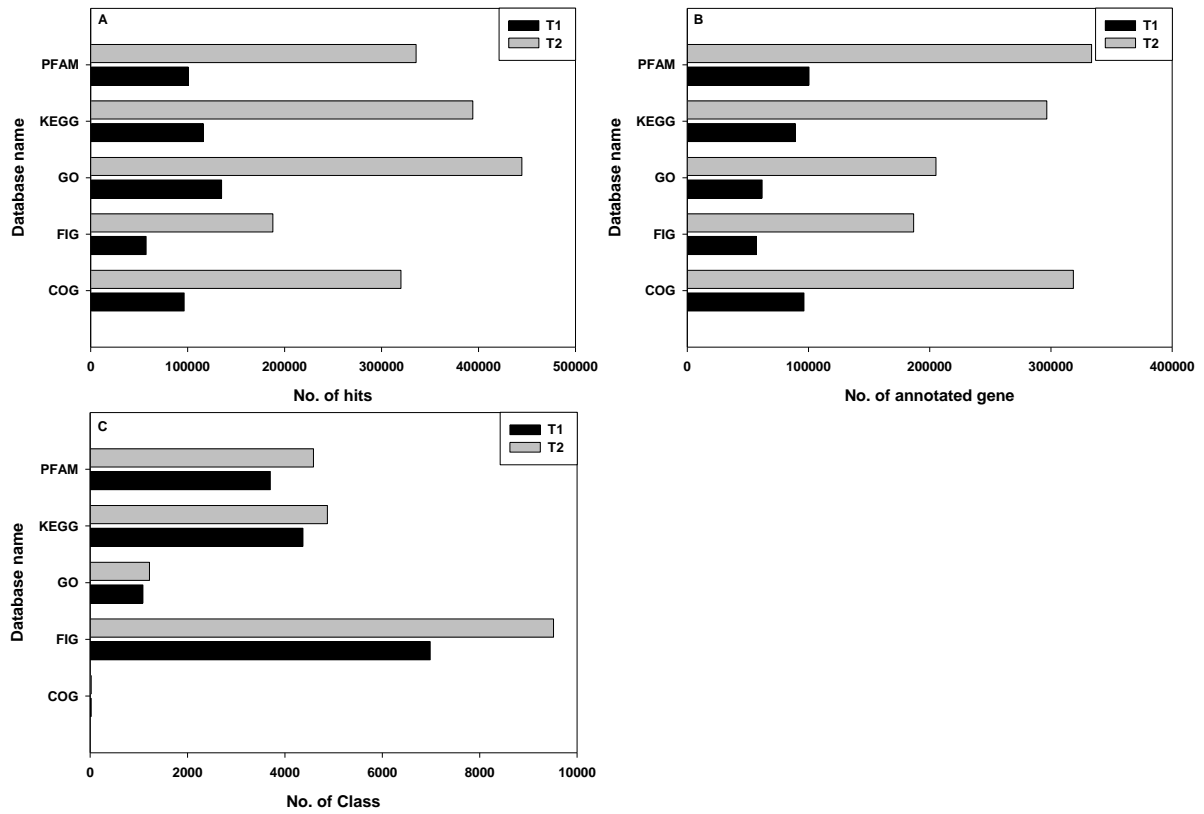 A
T1
T2
PFAM
KEGG
GO
FIG
COG
Database name
0 100000 200000 300000 400000 500000
No. of hits
B
T1
T2
PFAM
KEGG
GO
FIG
COG
Database name
0 100000 200000 300000 400000
No. of annotated gene
C
T1
T2
PFAM
KEGG
GO
FIG
COG
Database name
0 2000 4000 6000 8000 10000
No. of Class